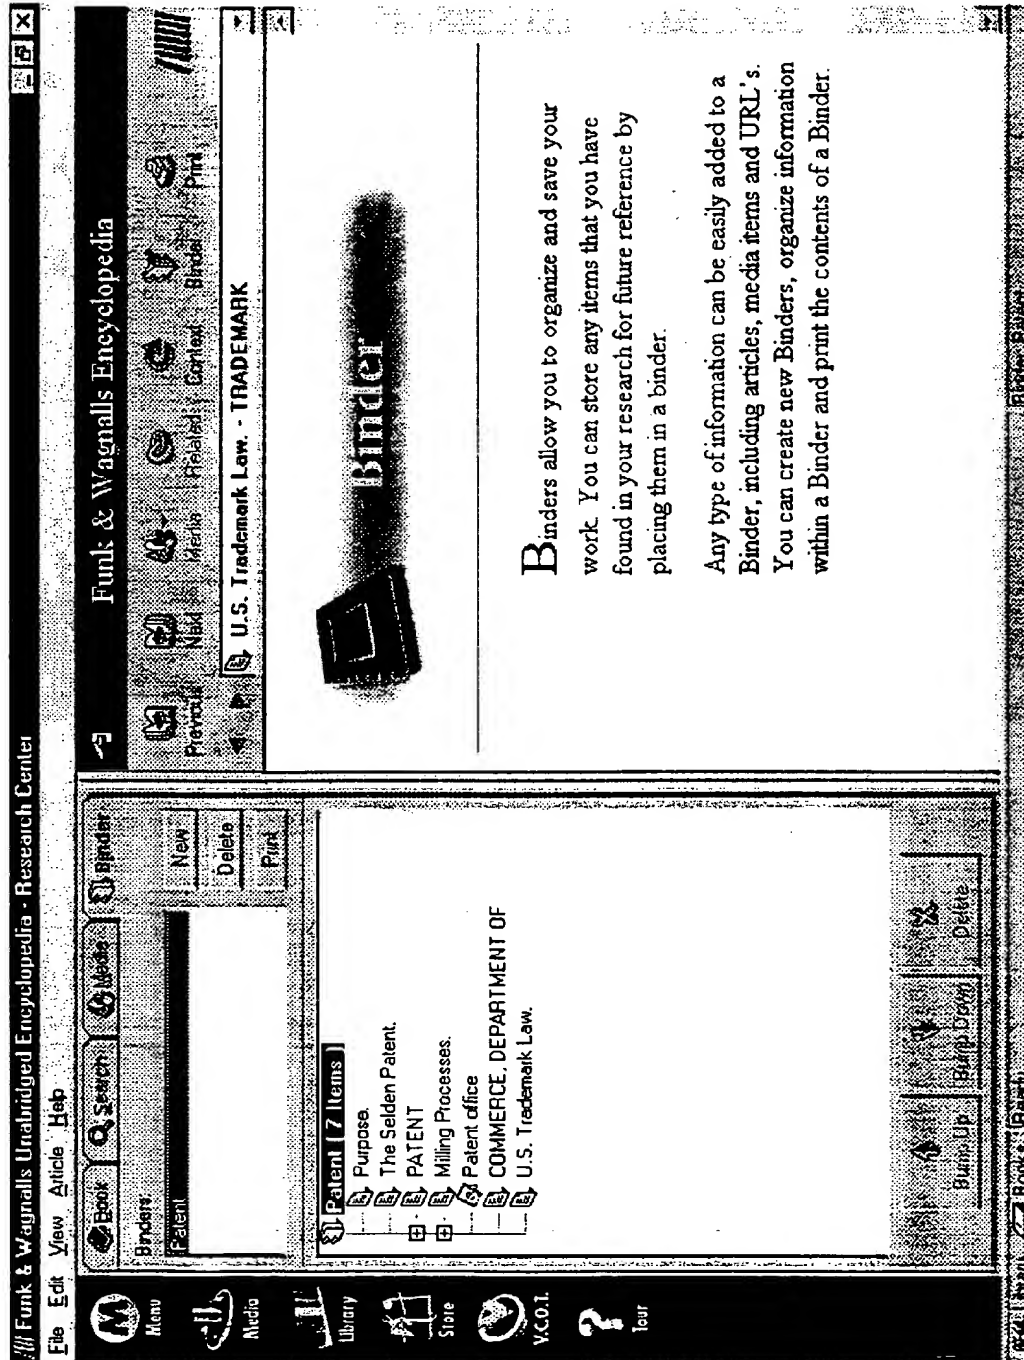 Funk & Wagnalls Unabridged Encyclopedia - Research Center
File Edit View Article Help
Menu
Media
Library
Store
V.C.O.T.
Tour
Book Search Media Binder
Binders
Patent
New
Delete
Print
Patent [ 7 Items ]
Purpose.
The Selden Patent.
PATENT
Milling Processes.
Patent office
COMMERCE, DEPARTMENT OF
U.S. Trademark Law.
Bump Up Bump Down Delete
Funk & Wagnalls Encyclopedia
Previous Next Media Related Context Binder Print
U.S. Trademark Law. - TRADEMARK
Binder
Binders allow you to organize and save your
work. You can store any items that you have
found in your research for future reference by
placing them in a binder.
Any type of information can be easily added to a
Binder, including articles, media items and URL's.
You can create new Binders, organize information
within a Binder and print the contents of a Binder.